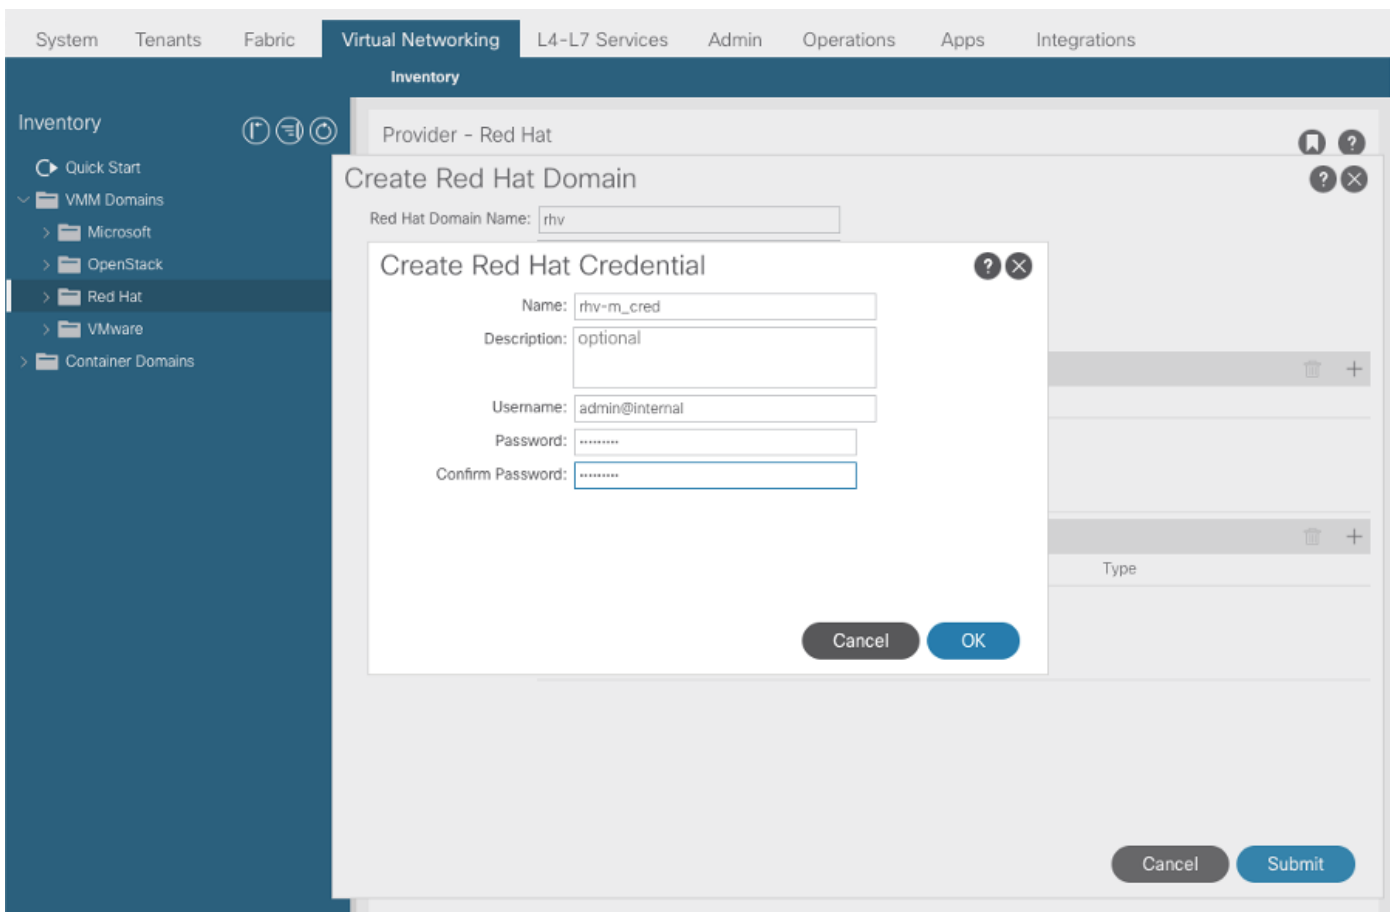 System Tenants Fabric Virtual Networking L4-L7 Services Admin Operations Apps Integrations
Inventory
Inventory
Quick Start
VMM Domains
Microsoft
OpenStack
Red Hat
VMware
Container Domains
Provider - Red Hat
Create Red Hat Domain
Red Hat Domain Name: rhv
Create Red Hat Credential
Name: rhv-m_cred
Description: optional
Username: admin@internal
Password: ·········
Confirm Password: ·········
Cancel OK
Type
Cancel Submit